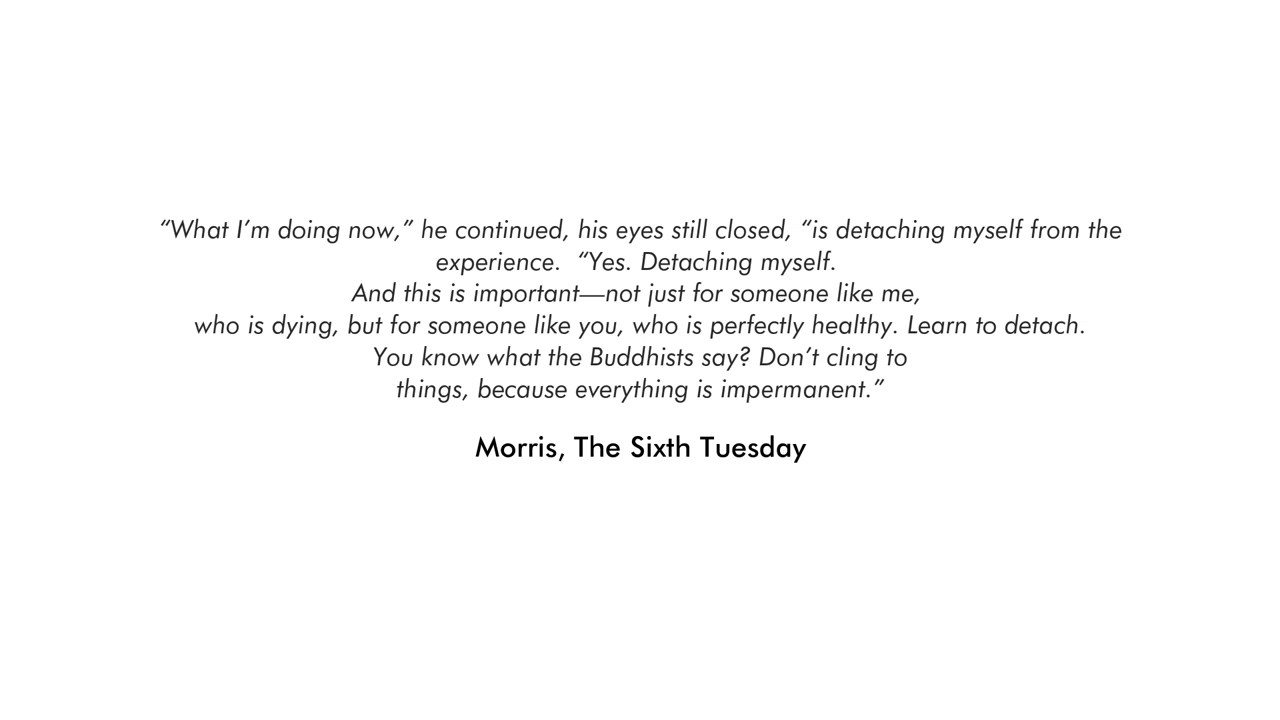 “What I’m doing now,” he continued, his eyes still closed, “is detaching myself from the
experience.  “Yes. Detaching myself.
And this is important—not just for someone like me,
who is dying, but for someone like you, who is perfectly healthy. Learn to detach.
You know what the Buddhists say? Don’t cling to
things, because everything is impermanent.”
Morris, The Sixth Tuesday